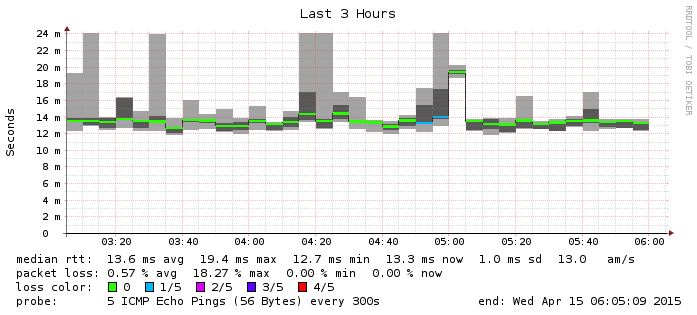 Last 3 Hours
RRDTOOL / TOBI OETIKER
Seconds
24 m
22 m
20 m
18 m
16 m
14 m
12 m
10 m
8 m
6 m
4 m
2 m
0
03:20 03:40 04:00 04:20 04:40 05:00 05:20 05:40 06:00
median rtt: 13.6 ms avg 19.4 ms max 12.7 ms min 13.3 ms now 1.0 ms sd 13.0 am/s
packet loss: 0.57 % avg 18.27 % max 0.00 % min 0.00 % now
loss color: 0 1/5 2/5 3/5 4/5
probe: 5 ICMP Echo Pings (56 Bytes) every 300s end: Wed Apr 15 06:05:09 2015